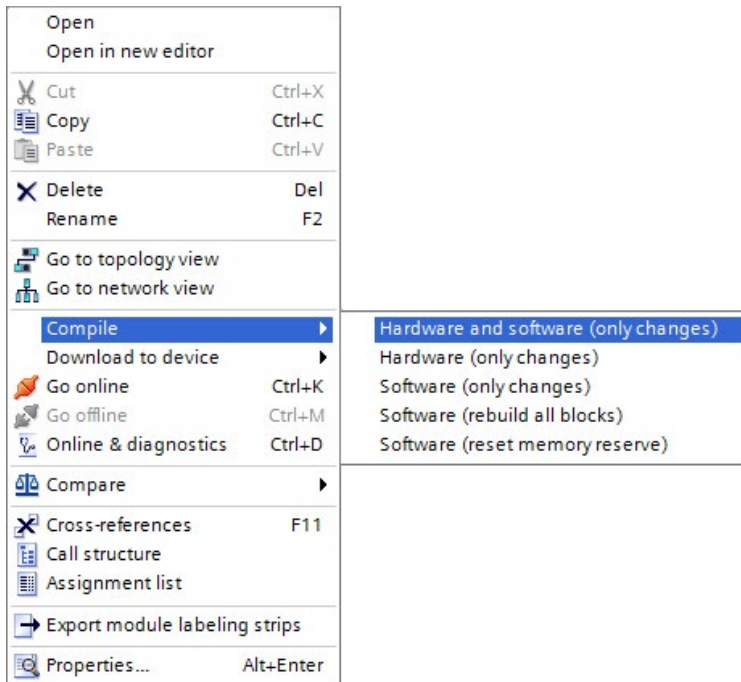 Open
Open in new editor
Cut Ctrl+X
Copy Ctrl+C
Paste Ctrl+V
Delete Del
Rename F2
Go to topology view
Go to network view
Compile
Download to device
Go online Ctrl+K
Go offline Ctrl+M
Online & diagnostics Ctrl+D
Compare
Cross-references F11
Call structure
Assignment list
Export module labeling strips
Properties... Alt+Enter
Hardware and software (only changes)
Hardware (only changes)
Software (only changes)
Software (rebuild all blocks)
Software (reset memory reserve)